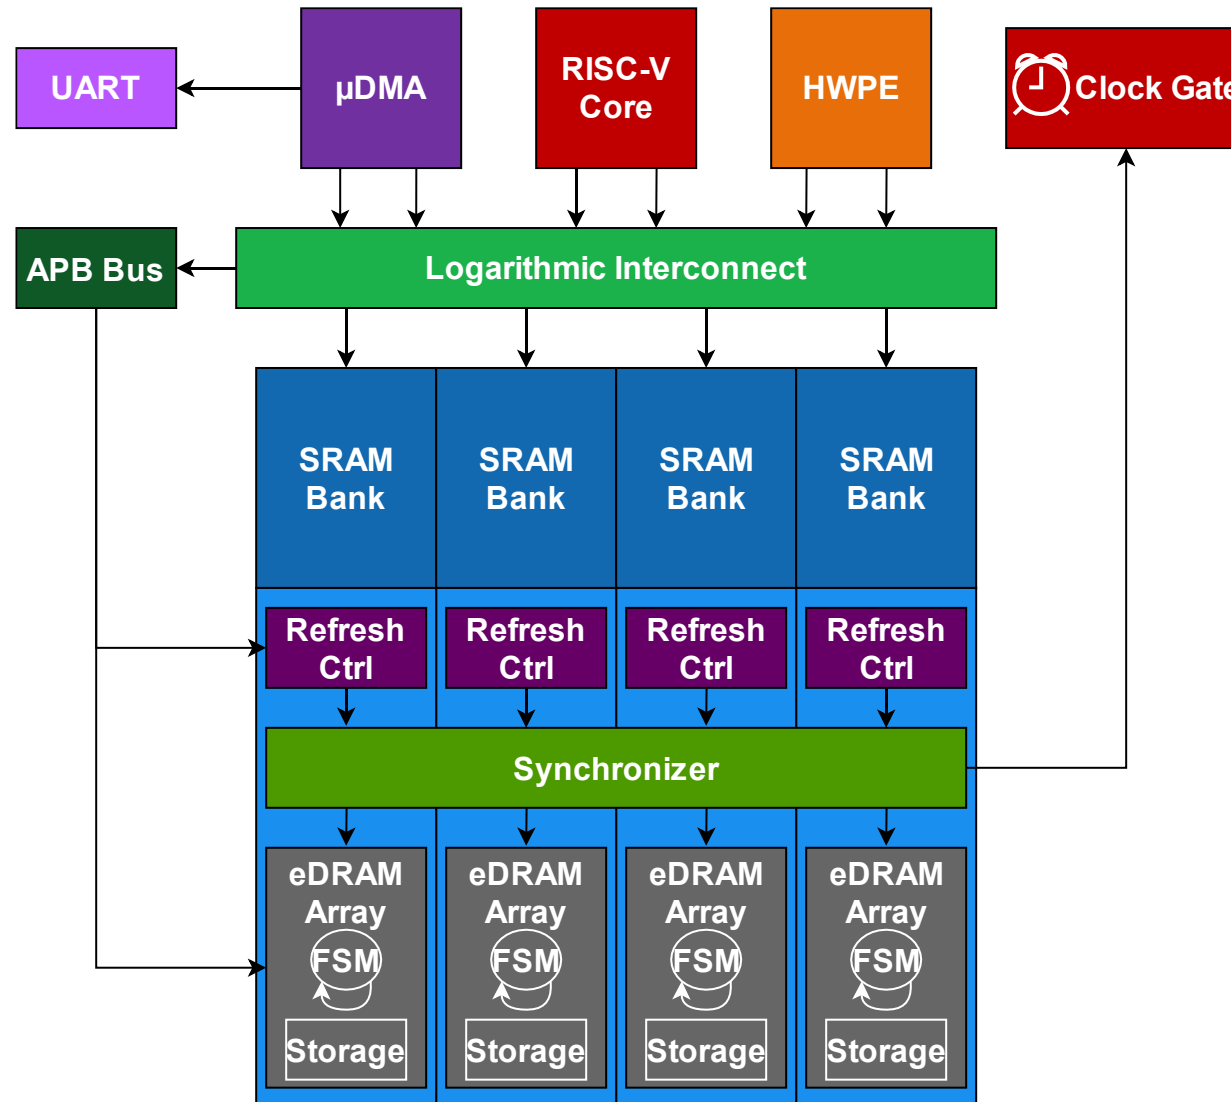 UART
µDMA
RISC-V
Core
HWPE
Clock Gate
APB Bus
Logarithmic Interconnect
SRAM
Bank
SRAM
Bank
SRAM
Bank
SRAM
Bank
Refresh
Ctrl
Refresh
Ctrl
Refresh
Ctrl
Refresh
Ctrl
Synchronizer
eDRAM
Array
FSM
Storage
eDRAM
Array
FSM
Storage
eDRAM
Array
FSM
Storage
eDRAM
Array
FSM
Storage